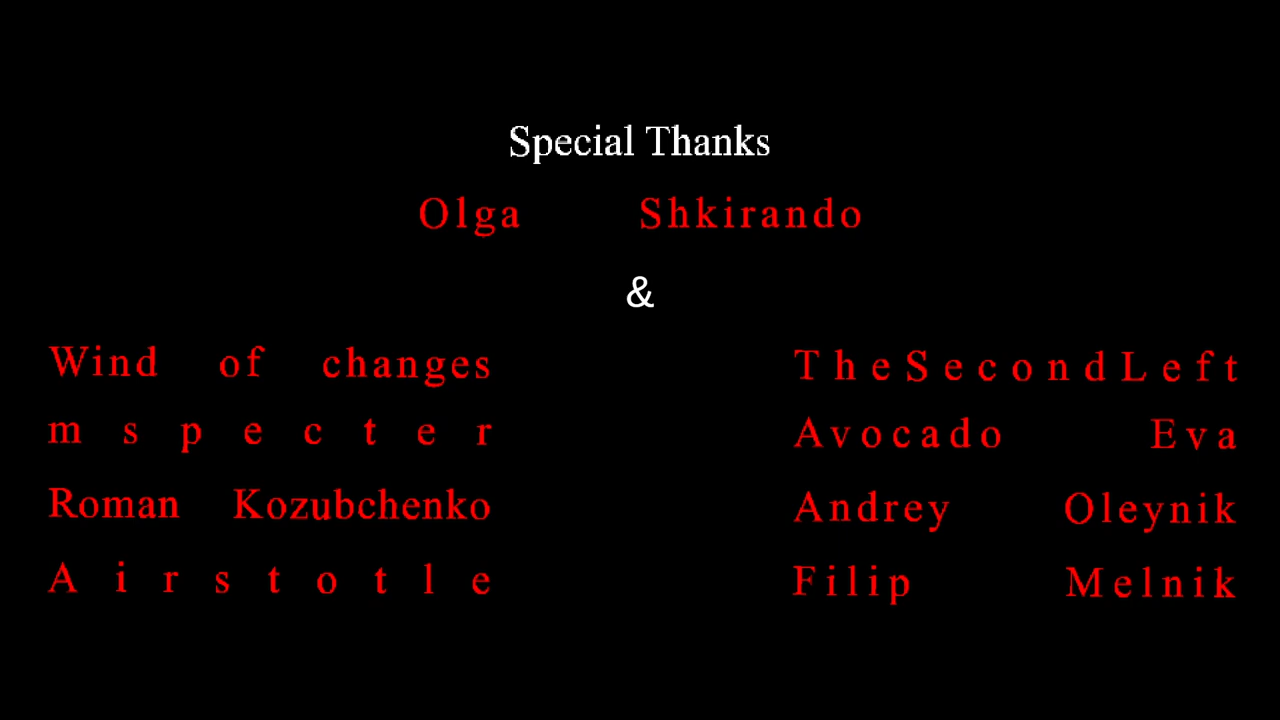 Special Thanks
Olga Shkirando
&
Wind of changes
mspecter
Roman Kozubchenko
Airstotle
TheSecondLeft
Avocado Eva
Andrey Oleynik
Filip Melnik